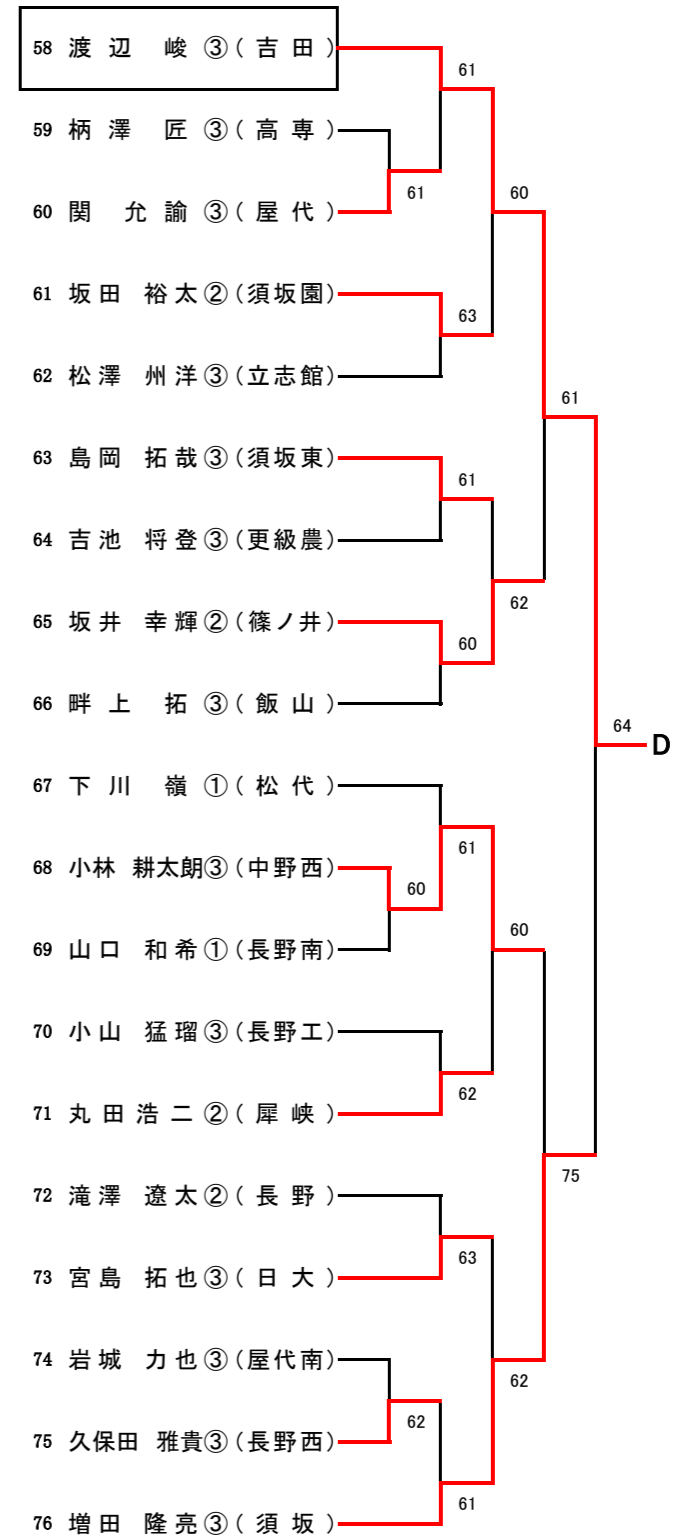 58 渡辺 峻③(吉田)
61
59 柄澤 匠③(高専)
61
60
60 関 允諭③(屋代)
61 坂田 裕太②(須坂園)
63
62 松澤 州洋③(立志館)
61
63 島岡 拓哉③(須坂東)
61
64 吉池 将登③(更級農)
62
65 坂井 幸輝②(篠ノ井)
60
66 畔上 拓③(飯山)
64
D
67 下川 嶺①(松代)
61
68 小林 耕太朗③(中野西)
60
60
69 山口 和希①(長野南)
70 小山 猛瑠③(長野工)
62
71 丸田浩二②(犀峡)
75
72 滝澤 遼太②(長野)
63
73 宮島 拓也③(日大)
74 岩城 力也③(屋代南)
62
62
75 久保田 雅貴③(長野西)
61
76 増田 隆亮③(須坂)